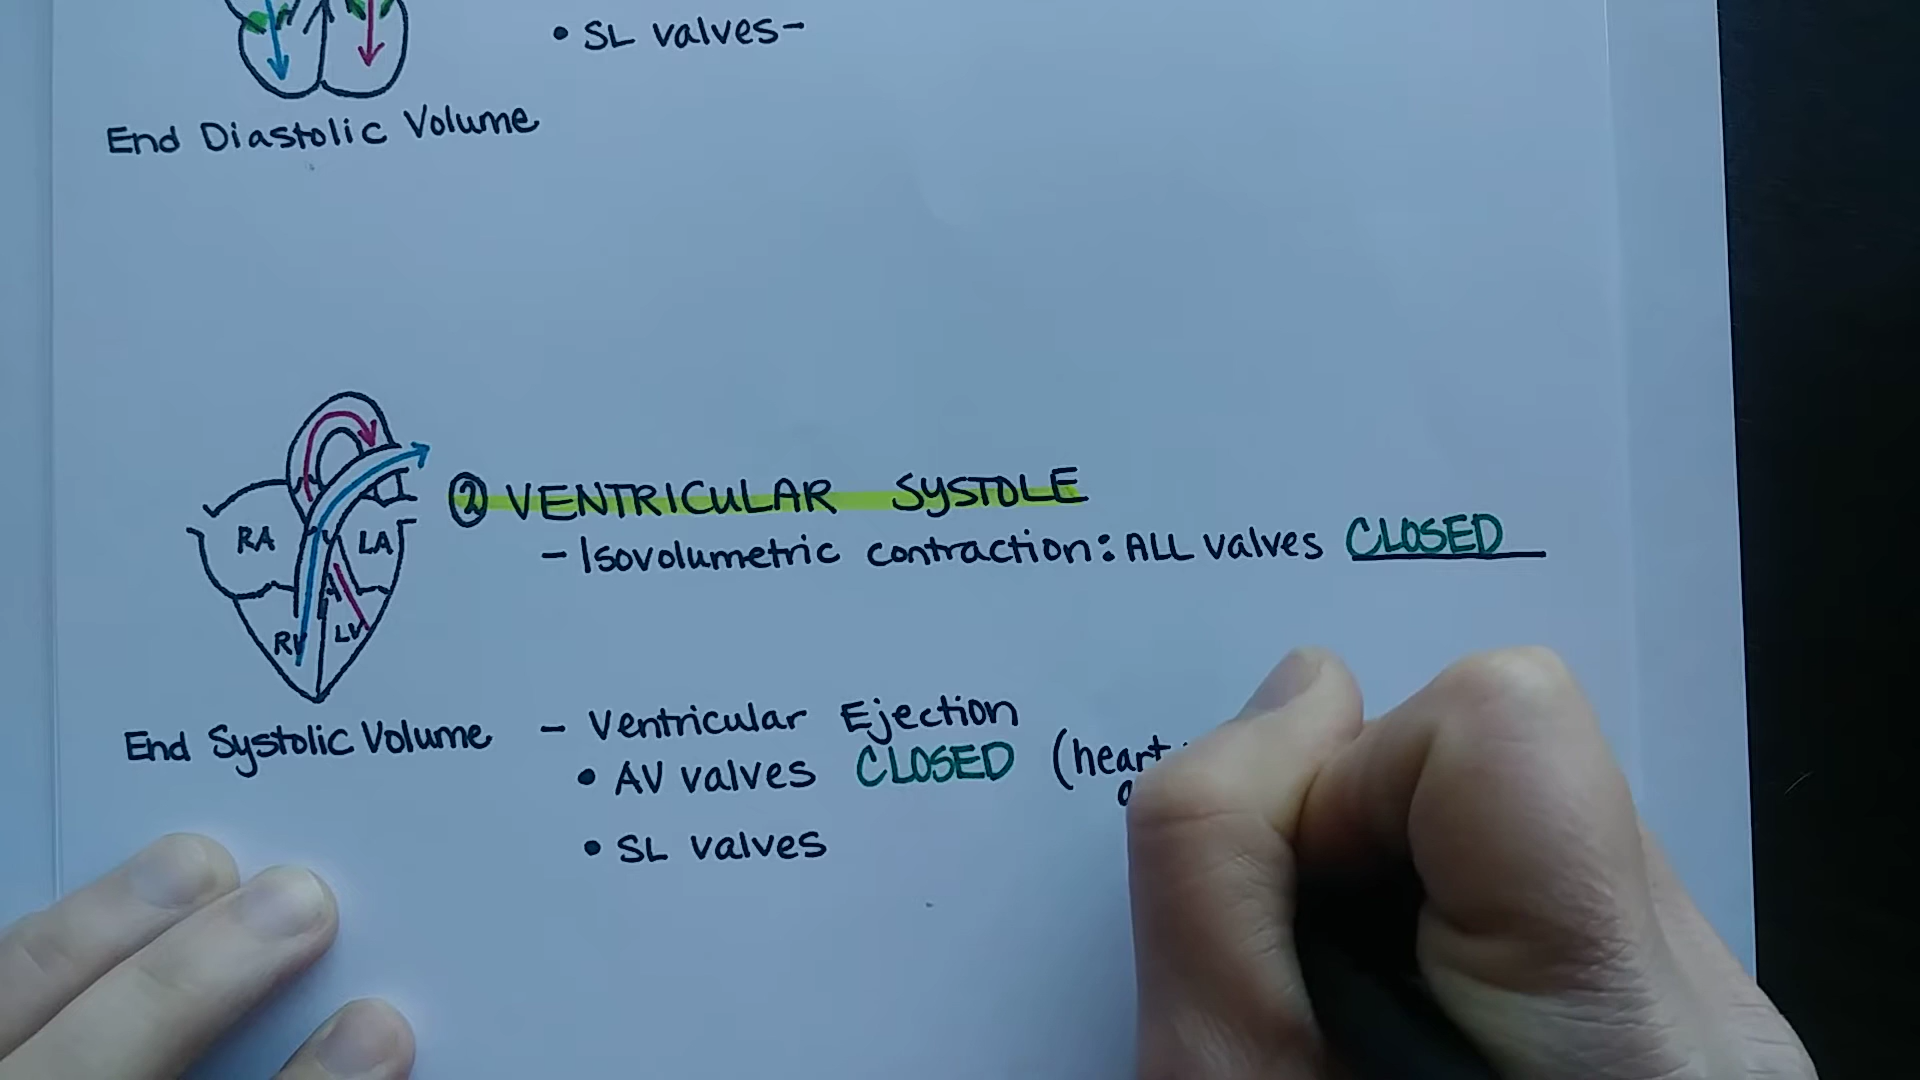 • SL valves-
End Diastolic Volume
② VENTRICULAR SYSTOLE
- Isovolumetric contraction: ALL valves CLOSED
RA LA
RV LV
End Systolic Volume
- Ventricular Ejection
• AV valves CLOSED (heart
• SL valves